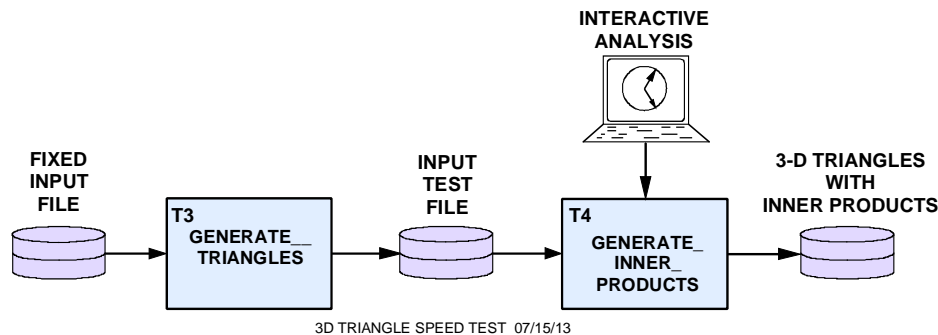 INTERACTIVE
ANALYSIS
FIXED
INPUT
FILE
T3
GENERATE__
TRIANGLES
INPUT
TEST
FILE
T4
GENERATE_
INNER_
PRODUCTS
3-D TRIANGLES
WITH
INNER PRODUCTS
3D TRIANGLE SPEED TEST 07/15/13